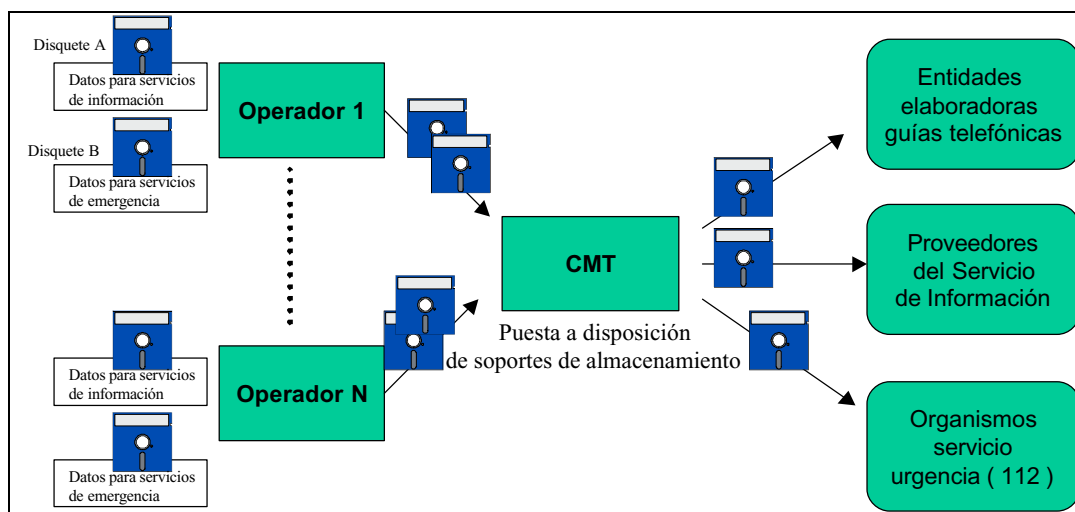 Disquete A
Datos para servicios
de información
Disquete B
Datos para servicios
de emergencia
Operador 1
Datos para servicios
de información
Operador N
Datos para servicios
de emergencia
CMT
Puesta a disposición
de soportes de almacenamiento
Entidades
elaboradoras
guías telefónicas
Proveedores
del Servicio
de Información
Organismos
servicio
urgencia ( 112 )